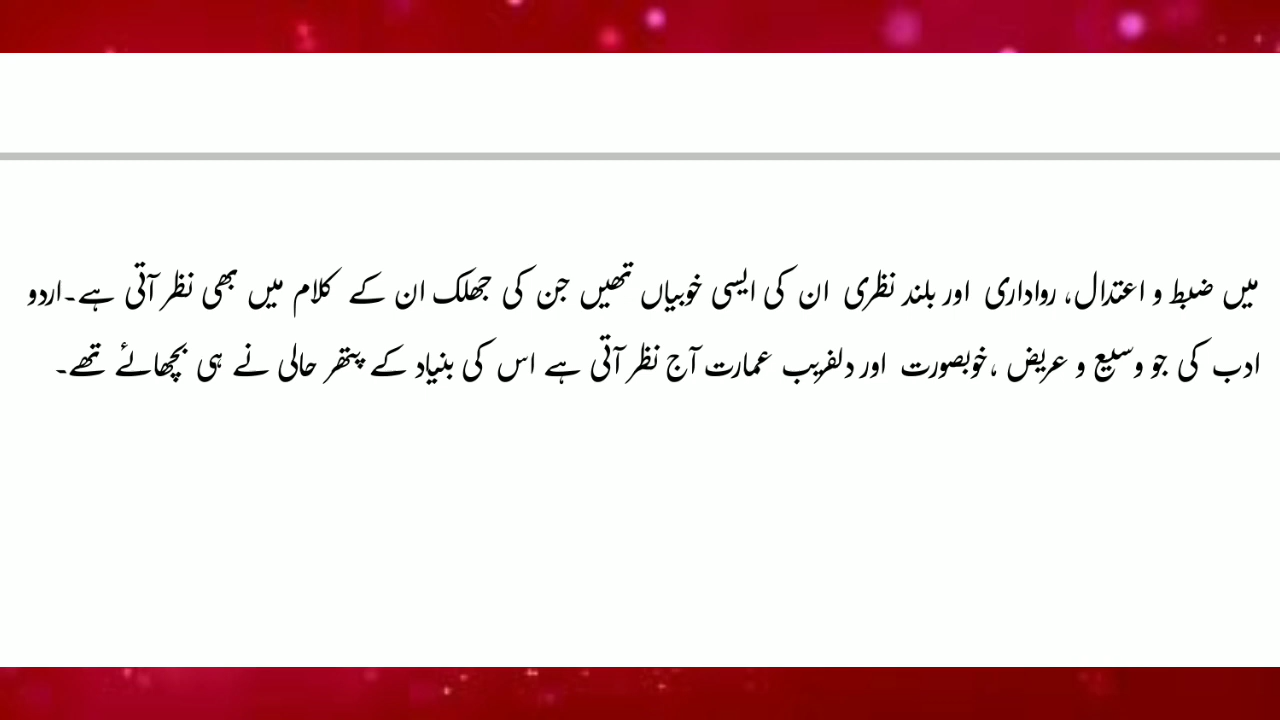 میں ضبط و اعتدال، رواداری اور بلند نظری ان کی ایسی خوبیاں تھیں جن کی جھلک ان کے کلام میں بھی نظر آتی ہے۔اردو
ادب کی جو وسیع و عریض ،خوبصورت اور دلفریب عمارت آج نظر آتی ہے اس کی بنیاد کے پتھر حالی نے ہی بچھائے تھے۔